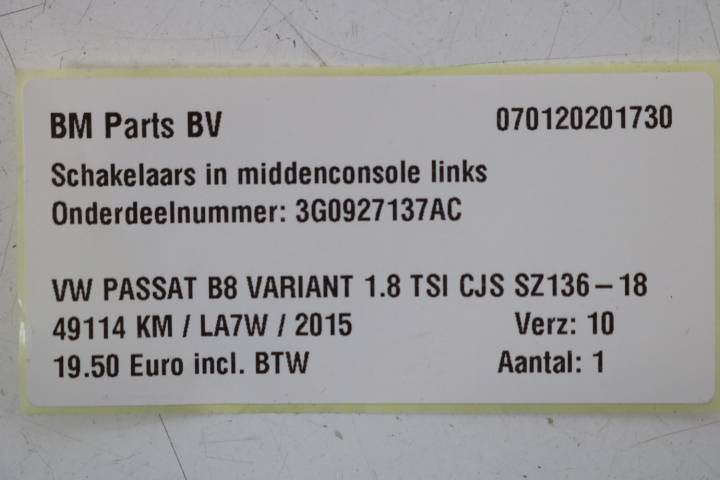 BM Parts BV 070120201730
Schakelaars in middenconsole links
Onderdeelnummer: 3G0927137AC
VW PASSAT B8 VARIANT 1.8 TSI CJS SZ136-18
49114 KM / LA7W / 2015 Verz: 10
19.50 Euro incl. BTW Aantal: 1